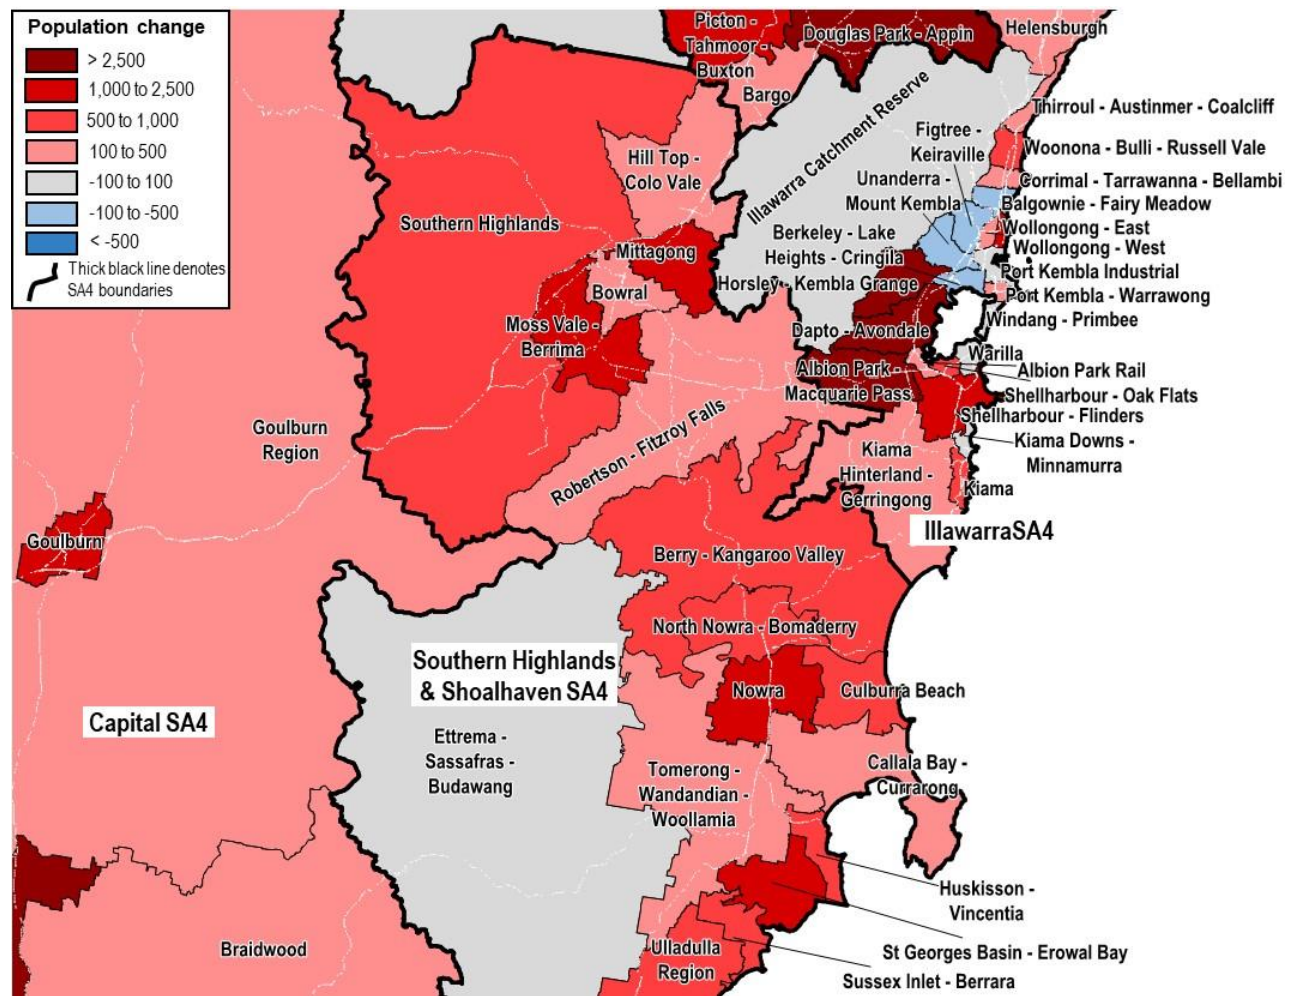 Population change
> 2,500
1,000 to 2,500
500 to 1,000
100 to 500
-100 to 100
-100 to -500
< -500
Thick black line denotes
SA4 boundaries
Picton -
Tahmoor -
Buxton
Douglas Park - Appin
Helensburgh
Bargo
Thirroul - Austinmer - Coalcliff
Illawarra Catchment Reserve
Figtree -
Keiraville
Woonona - Bulli - Russell Vale
Hill Top -
Colo Vale
Unanderra -
Mount Kembla
Corrimal - Tarrawanna - Bellambi
Balgownie - Fairy Meadow
Southern Highlands
Berkeley - Lake
Heights - Cringila
Wollongong - East
Wollongong - West
Mittagong
Port Kembla Industrial
Horsley - Kembla Grange
Bowral
Port Kembla - Warrawong
Windang - Primbee
Moss Vale -
Berrima
Dapto - Avondale
Warilla
Albion Park -
Macquarie Pass
Albion Park Rail
Shellharbour - Oak Flats
Shellharbour - Flinders
Goulburn
Region
Robertson - Fitzroy Falls
Kiama Downs -
Minnamurra
Kiama
Hinterland -
Gerringong
Kiama
IllawarraSA4
Goulburn
Berry - Kangaroo Valley
North Nowra - Bomaderry
Southern Highlands
& Shoalhaven SA4
Nowra
Culburra Beach
Capital SA4
Ettrema -
Sassafras -
Budawang
Tomerong -
Wandandian -
Woollamia
Callala Bay -
Currarong
Huskisson -
Vincentia
Braidwood
Ulladulla
Region
St Georges Basin - Erowal Bay
Sussex Inlet - Berrara